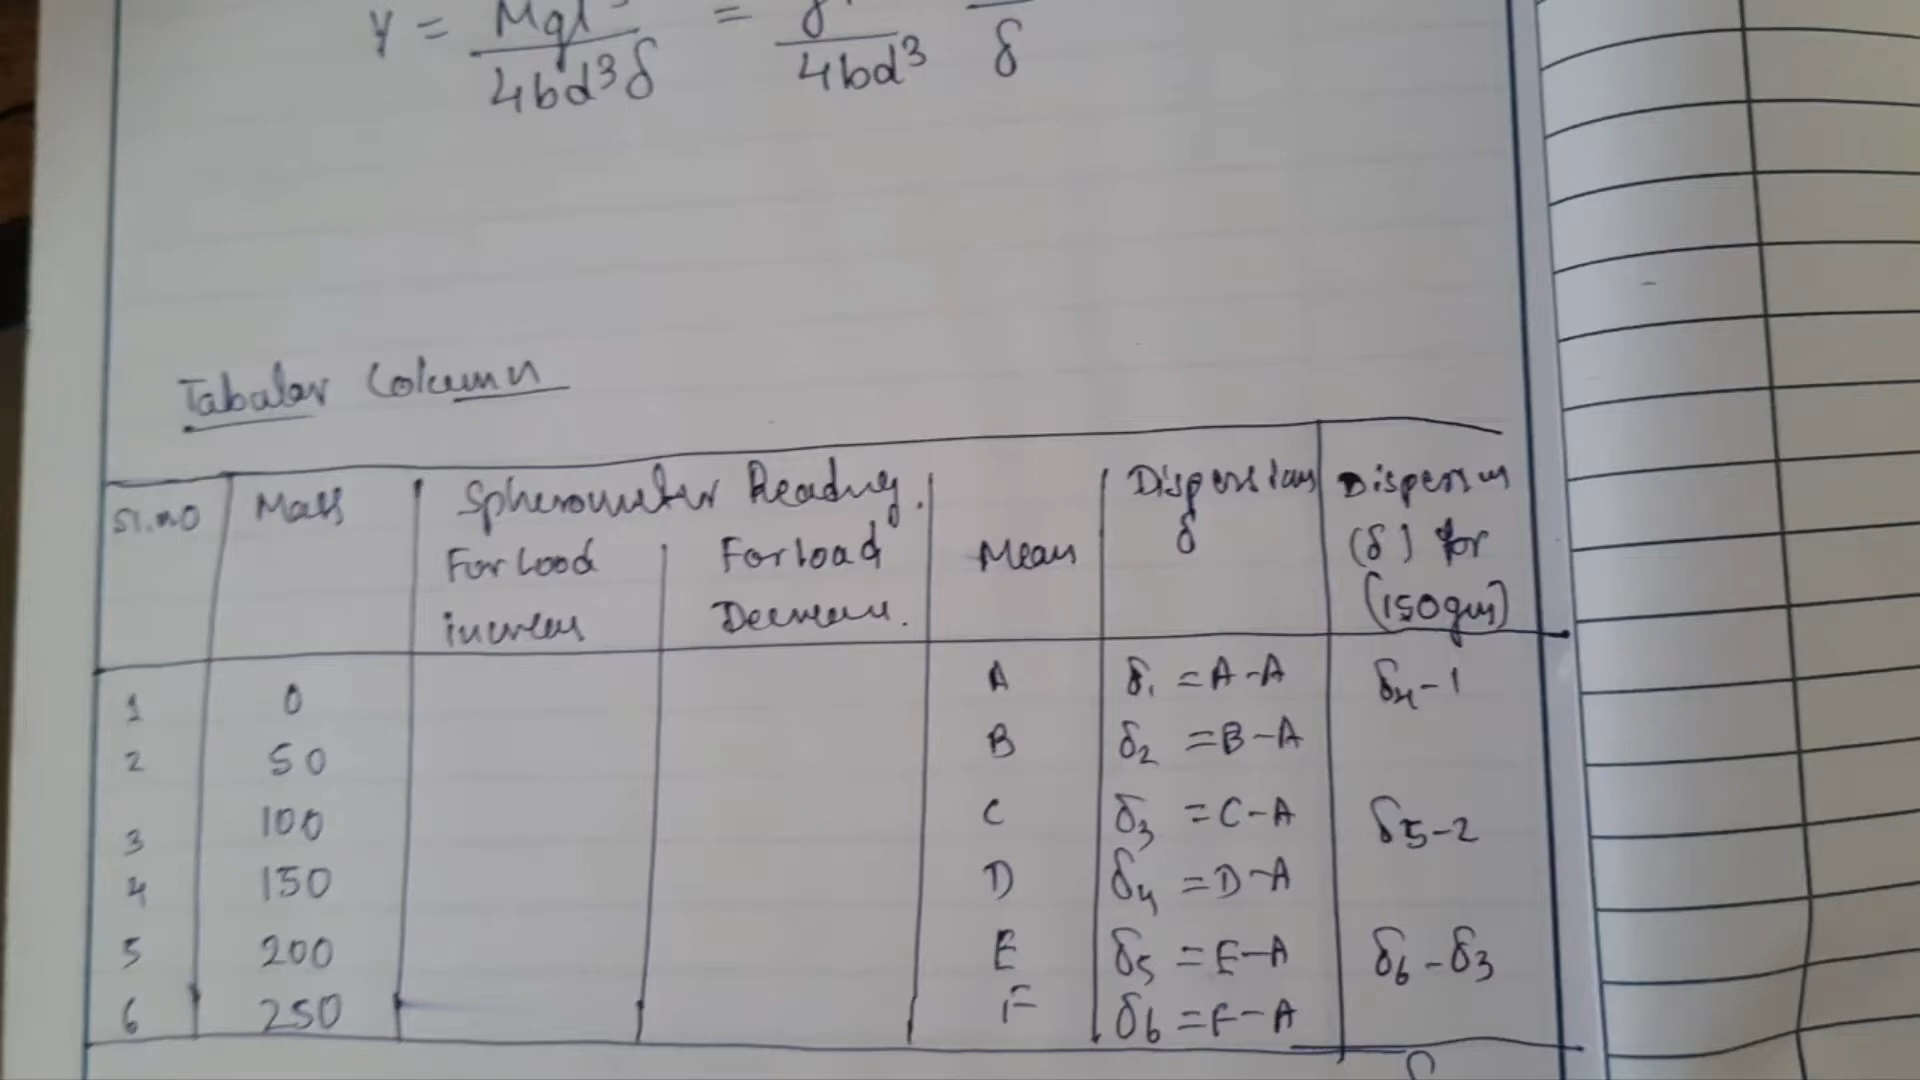 Y = Mgl / 4bd³δ = g / 4bd³ δ
Tabalar Column
Sl.no Mass Spherometer Reading. Mean Dispersion δ Dispersion (δ) for (150gm)
For Load increas For load Decrease.
1 0 A δ1 = A-A δ4-1
2 50 B δ2 = B-A
3 100 C δ3 = C-A δ5-2
4 150 D δ4 = D-A
5 200 E δ5 = E-A δ6-δ3
6 250 F δ6 = F-A